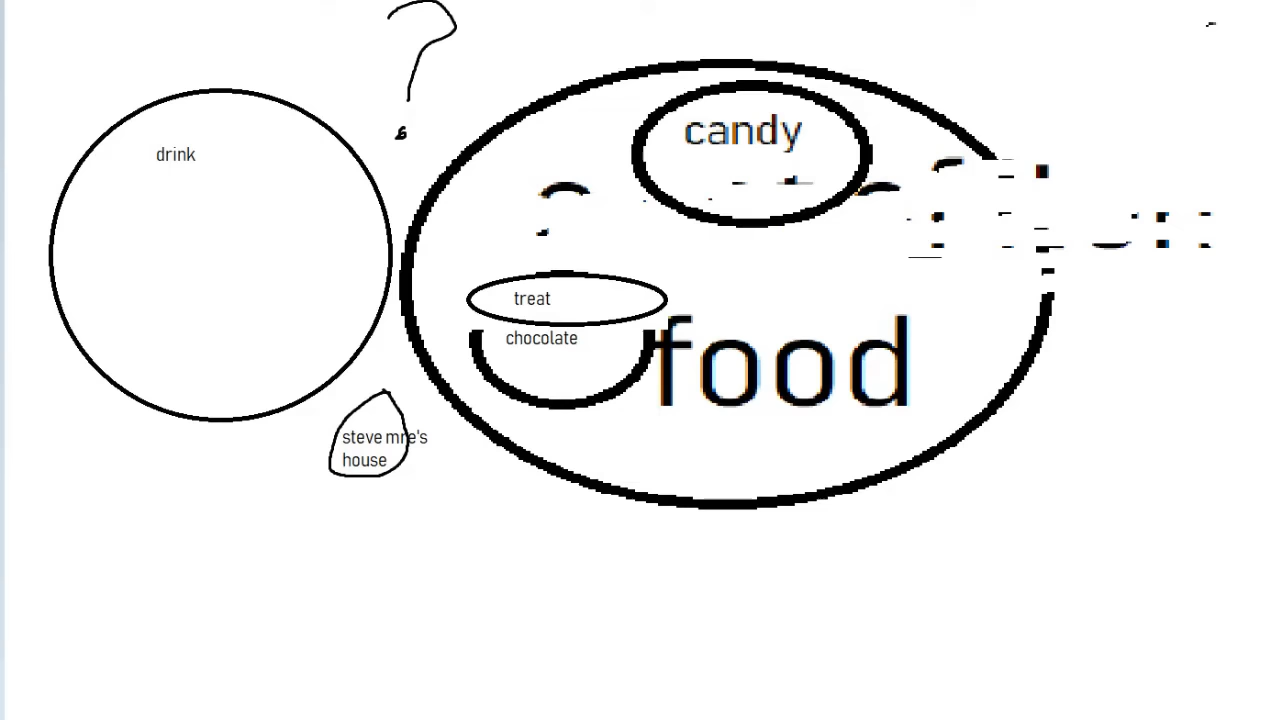 ?
candy
drink
treat
chocolate
food
steve mre's
house